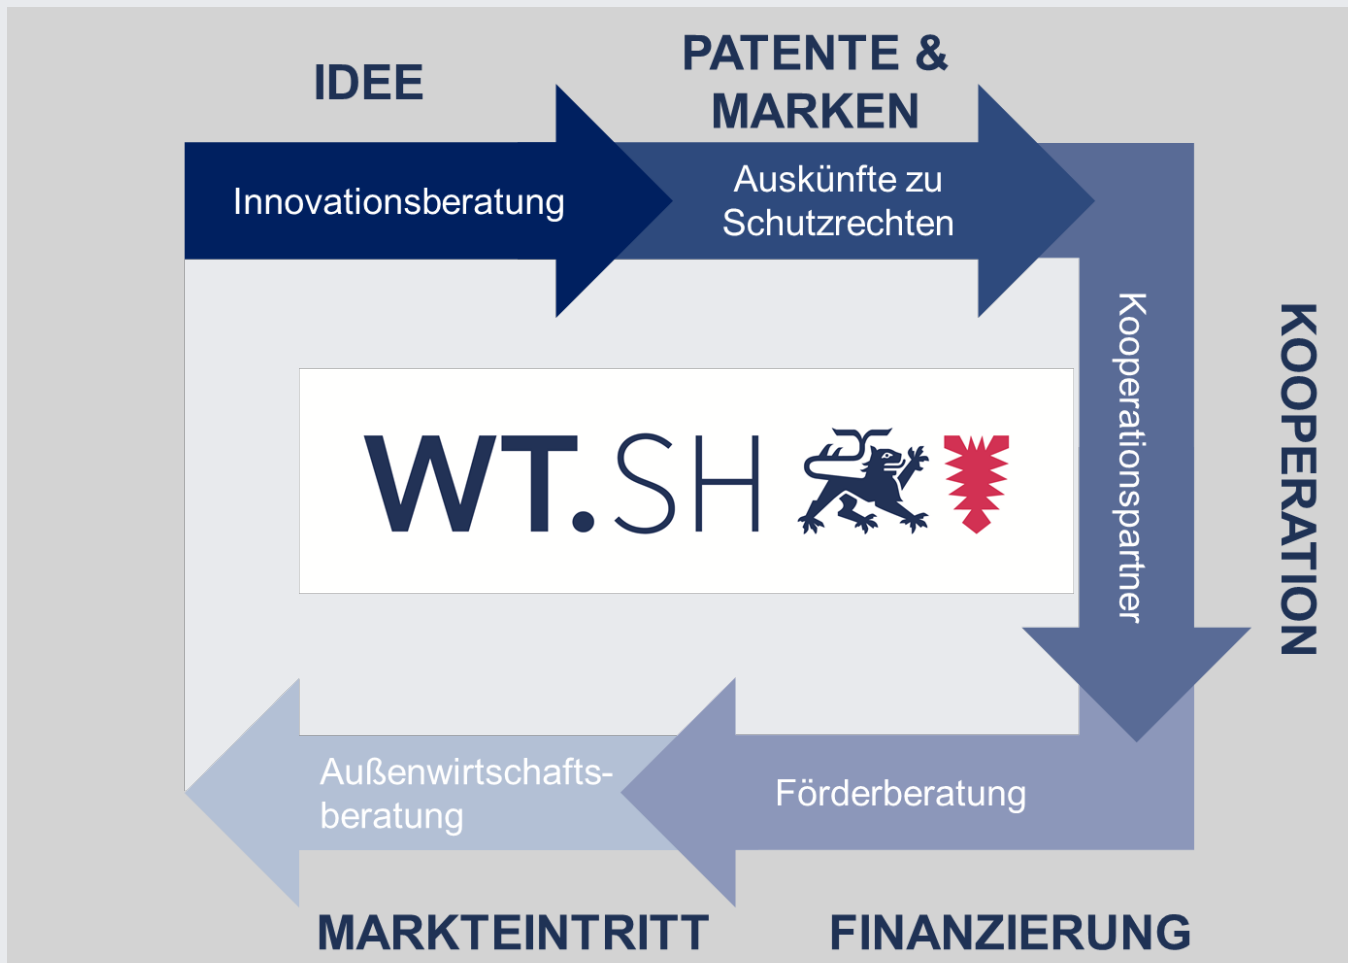 IDEE
PATENTE &
MARKEN
Innovationsberatung
Auskünfte zu
Schutzrechten
Kooperationspartner
KOOPERATION
WT.SH
Förderberatung
FINANZIERUNG
Außenwirtschafts-
beratung
MARKTEINTRITT